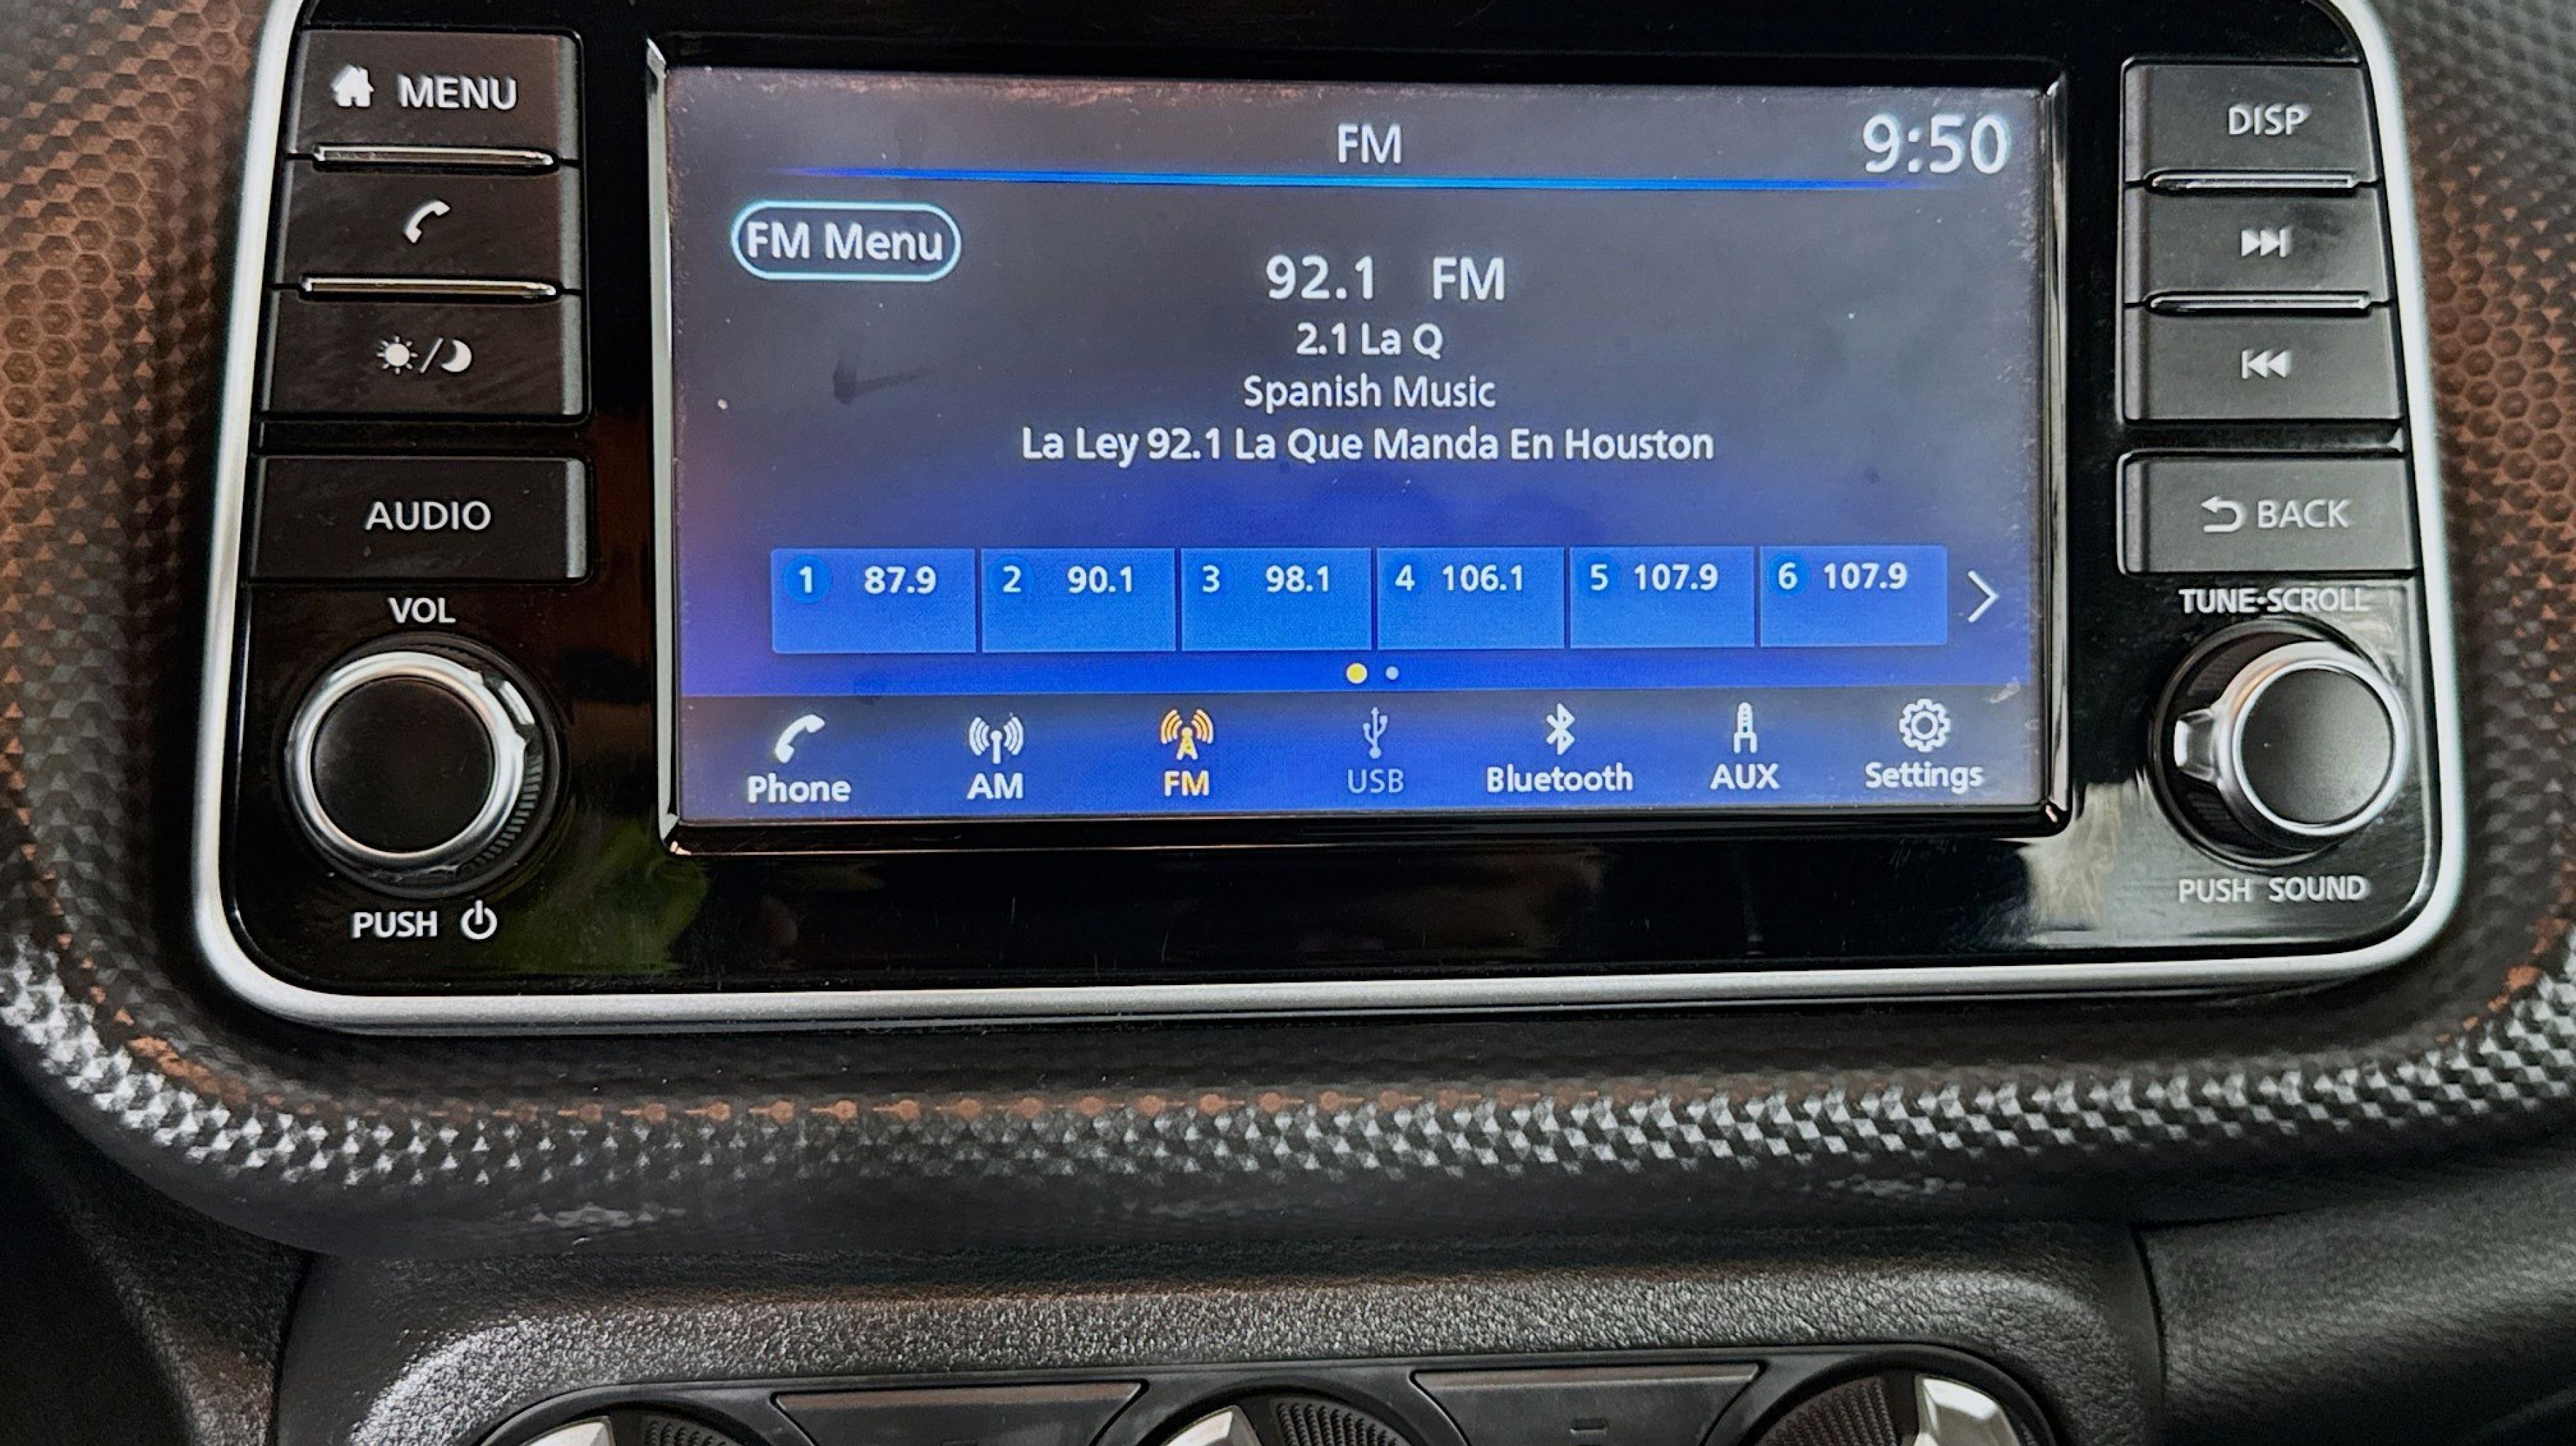 MENU
AUDIO
VOL
PUSH
FM
9:50
FM Menu
92.1 FM
2.1 La Q
Spanish Music
La Ley 92.1 La Que Manda En Houston
1 87.9 2 90.1 3 98.1 4 106.1 5 107.9 6 107.9
Phone AM FM USB Bluetooth AUX Settings
DISP
BACK
TUNE•SCROLL
PUSH SOUND